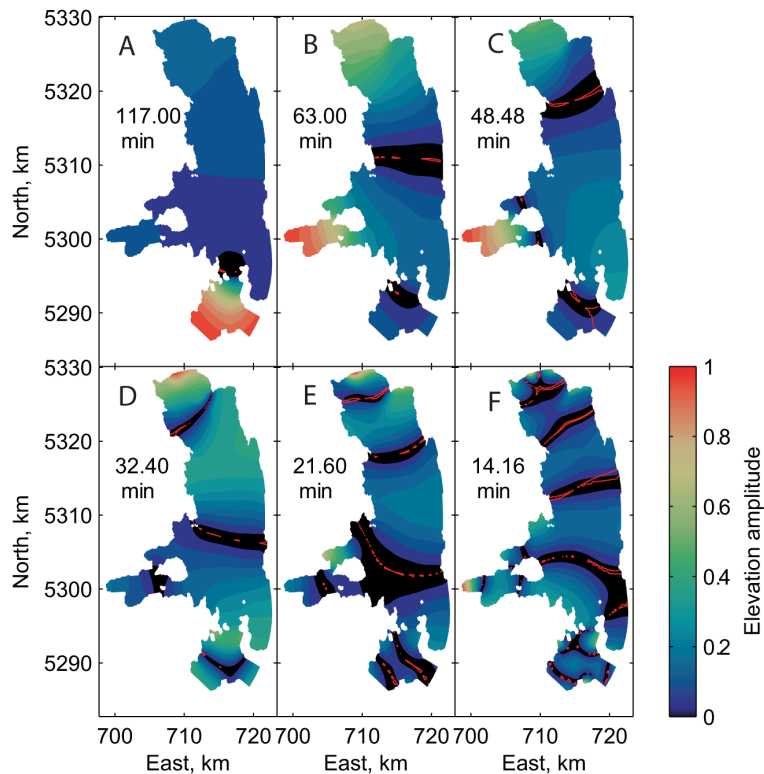 5330
A
B
C
5320
117.00
min
63.00
min
48.48
min
5310
5300
5290
North, km
5330
D
E
F
5320
32.40
min
21.60
min
14.16
min
5310
5300
5290
North, km
700 710 720 700 710 720 700 710 720
East, km East, km East, km
1
0.8
0.6
0.4
0.2
0
Elevation amplitude